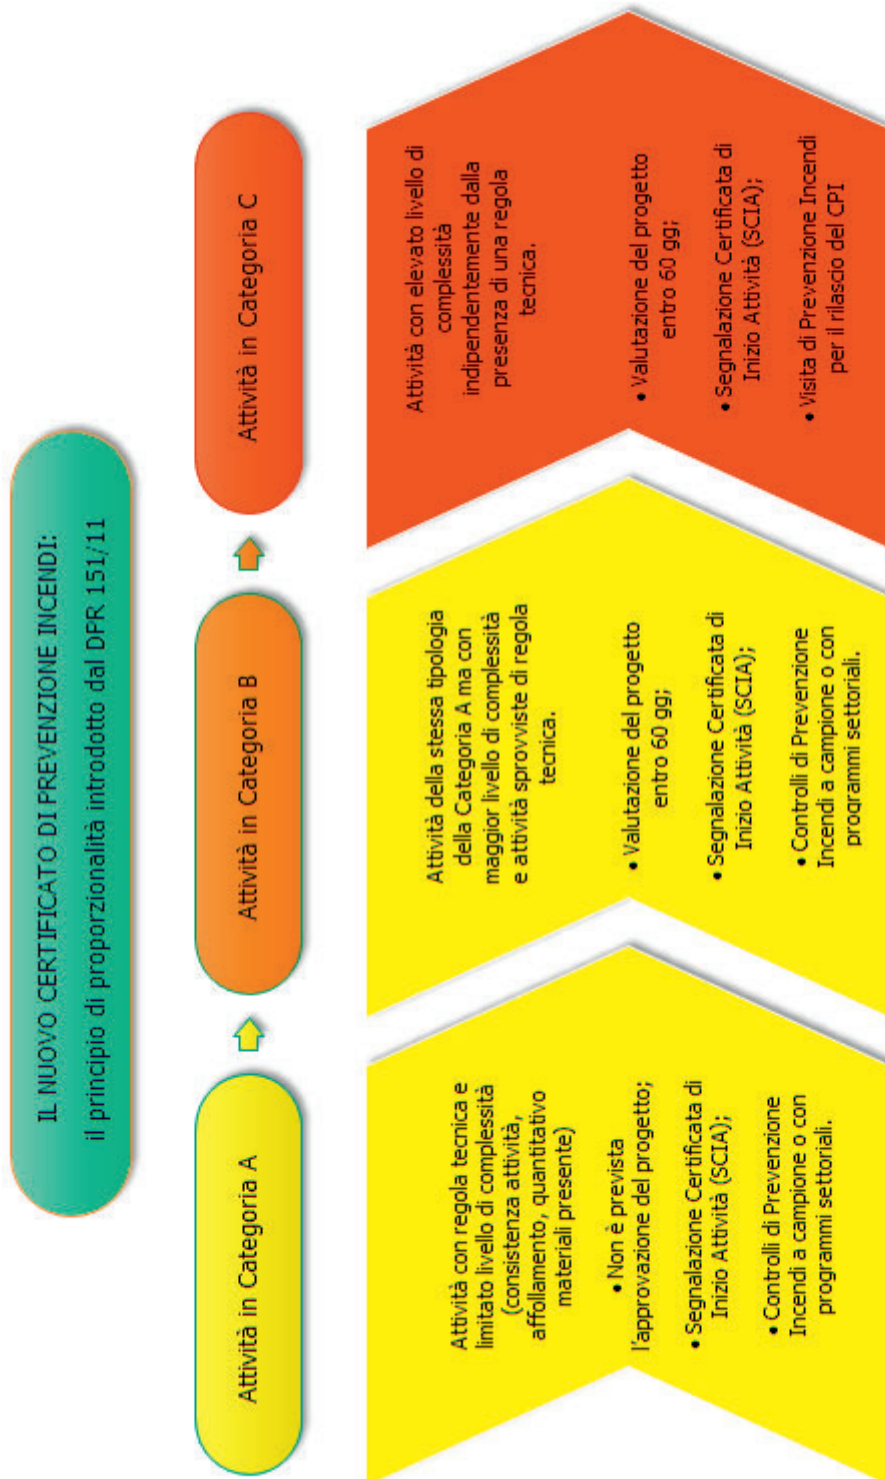 IL NUOVO CERTIFICATO DI PREVENZIONE INCENDI:
il principio di proporzionalità introdotto dal DPR 151/11
Attività in Categoria A
Attività in Categoria B
Attività in Categoria C
Attività con regola tecnica e
limitato livello di complessità
(consistenza attività,
affollamento, quantitativo
materiali presente)
• Non è prevista
l'approvazione del progetto;
• Segnalazione Certificata di
Inizio Attività (SCIA);
• Controlli di Prevenzione
Incendi a campione o con
programmi settoriali.
Attività della stessa tipologia
della Categoria A ma con
maggior livello di complessità
e attività sprovviste di regola
tecnica.
• Valutazione del progetto
entro 60 gg;
• Segnalazione Certificata di
Inizio Attività (SCIA);
• Controlli di Prevenzione
Incendi a campione o con
programmi settoriali.
Attività con elevato livello di
complessità
indipendentemente dalla
presenza di una regola
tecnica.
• Valutazione del progetto
entro 60 gg;
• Segnalazione Certificata di
Inizio Attività (SCIA);
• Visita di Prevenzione Incendi
per il rilascio del CPI